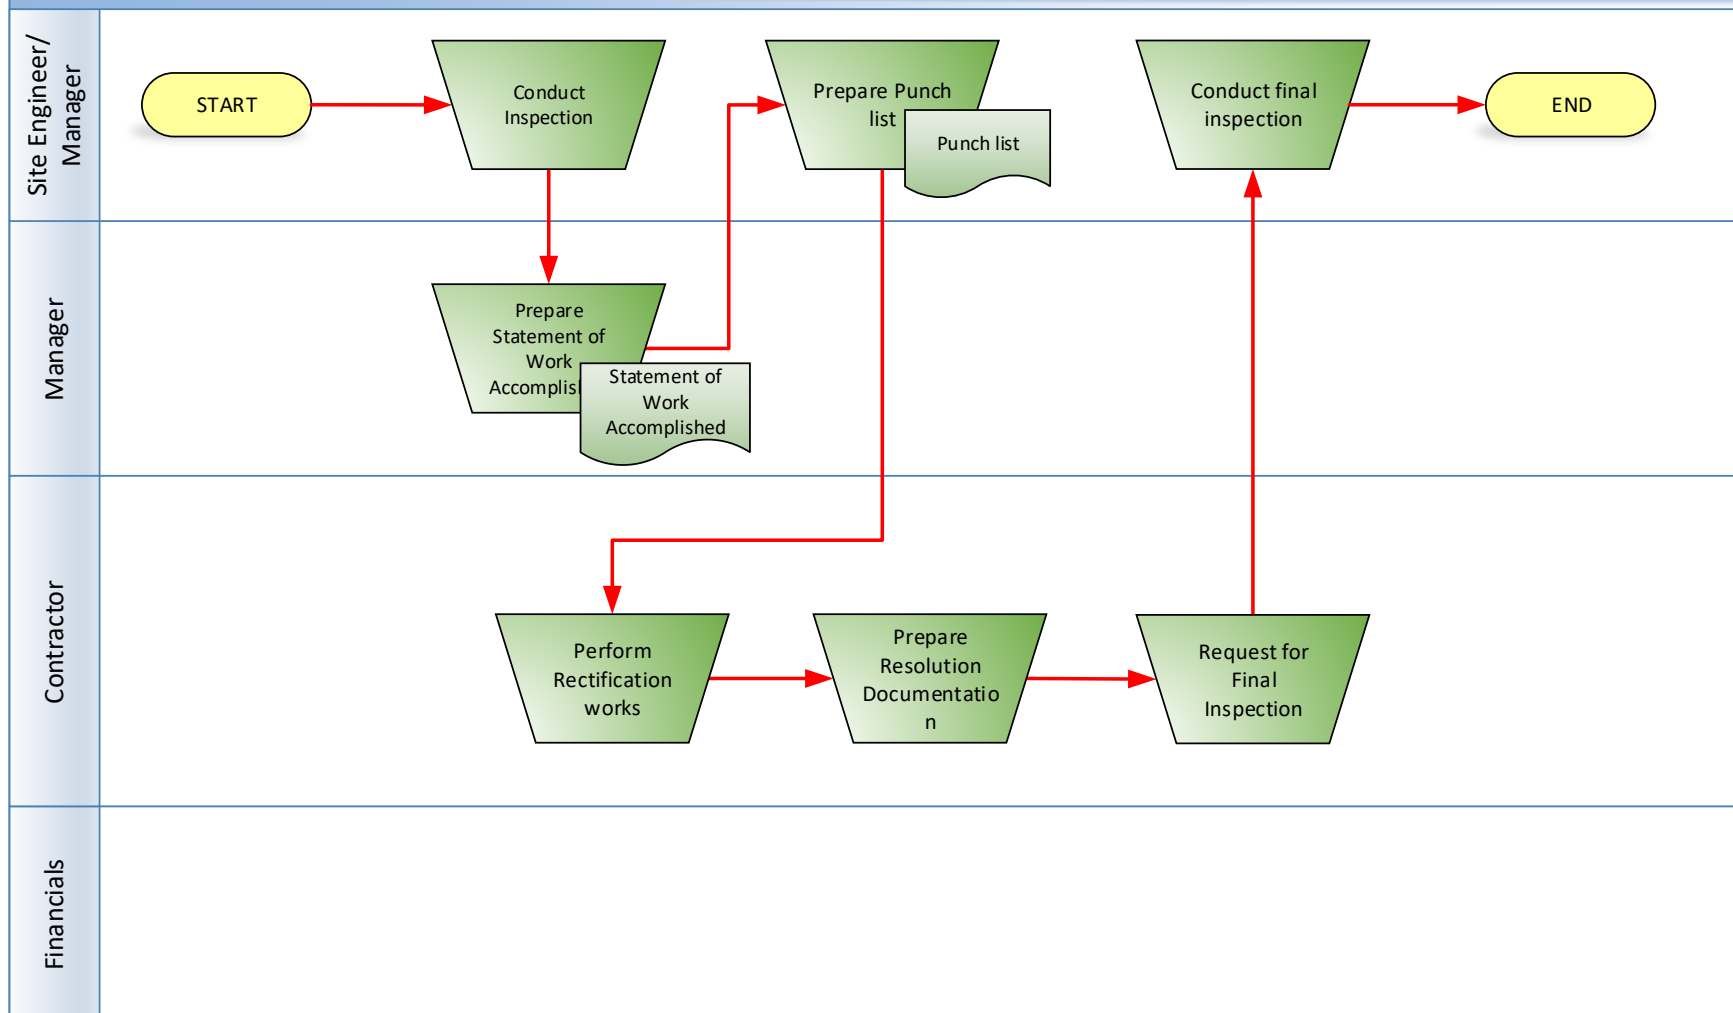 Site Engineer/
Manager
START
Conduct
Inspection
Prepare Punch
list
Punch list
Conduct final
inspection
END
Manager
Prepare
Statement of
Work
Accomplis
Statement of
Work
Accomplished
Contractor
Perform
Rectification
works
Prepare
Resolution
Documentatio
n
Request for
Final
Inspection
Financials